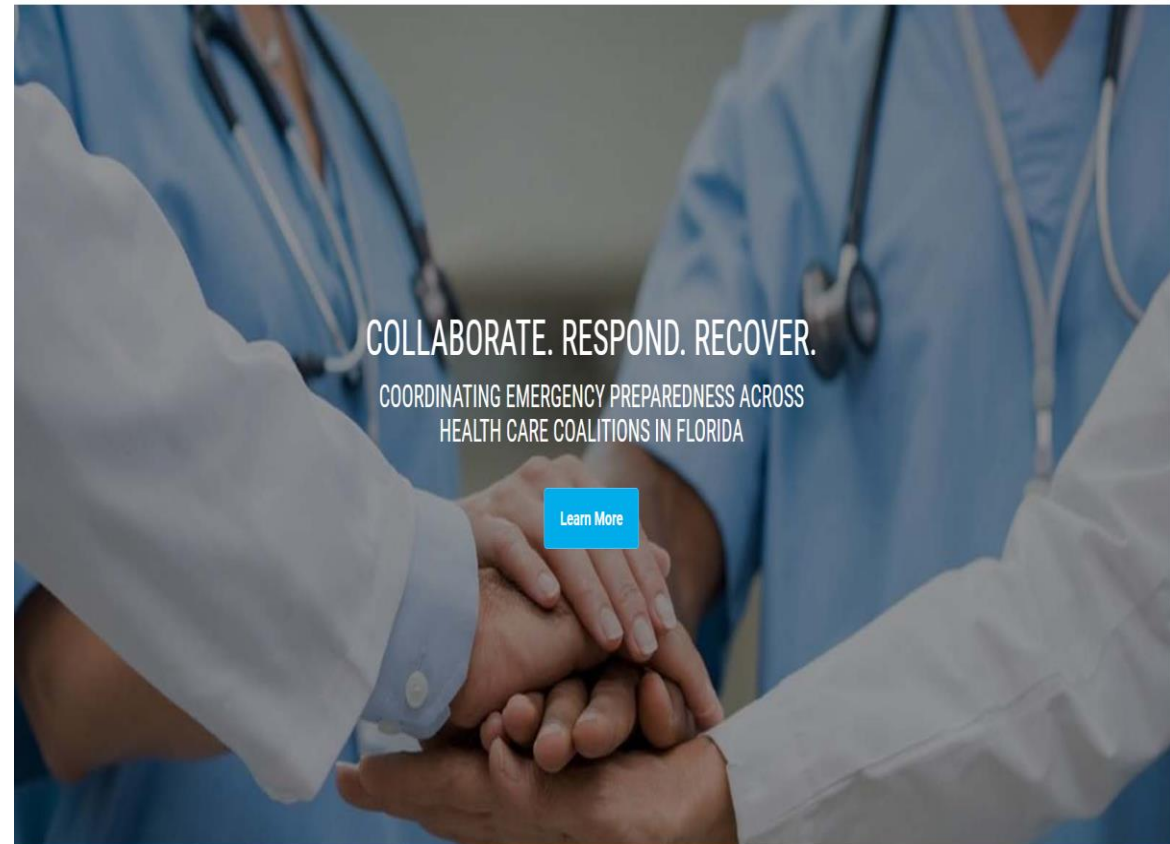 COLLABORATE. RESPOND. RECOVER.
COORDINATING EMERGENCY PREPAREDNESS ACROSS
HEALTH CARE COALITIONS IN FLORIDA
Learn More